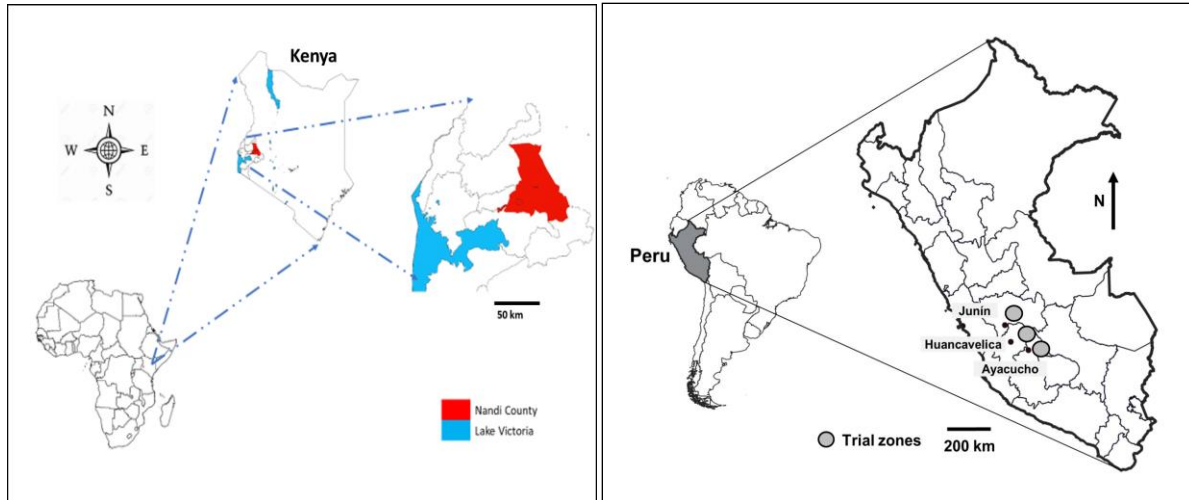 Kenya
N
W E
S
50 km
Nandi County
Lake Victoria
Peru
N
Junín
Huancavelica
Ayacucho
Trial zones
200 km